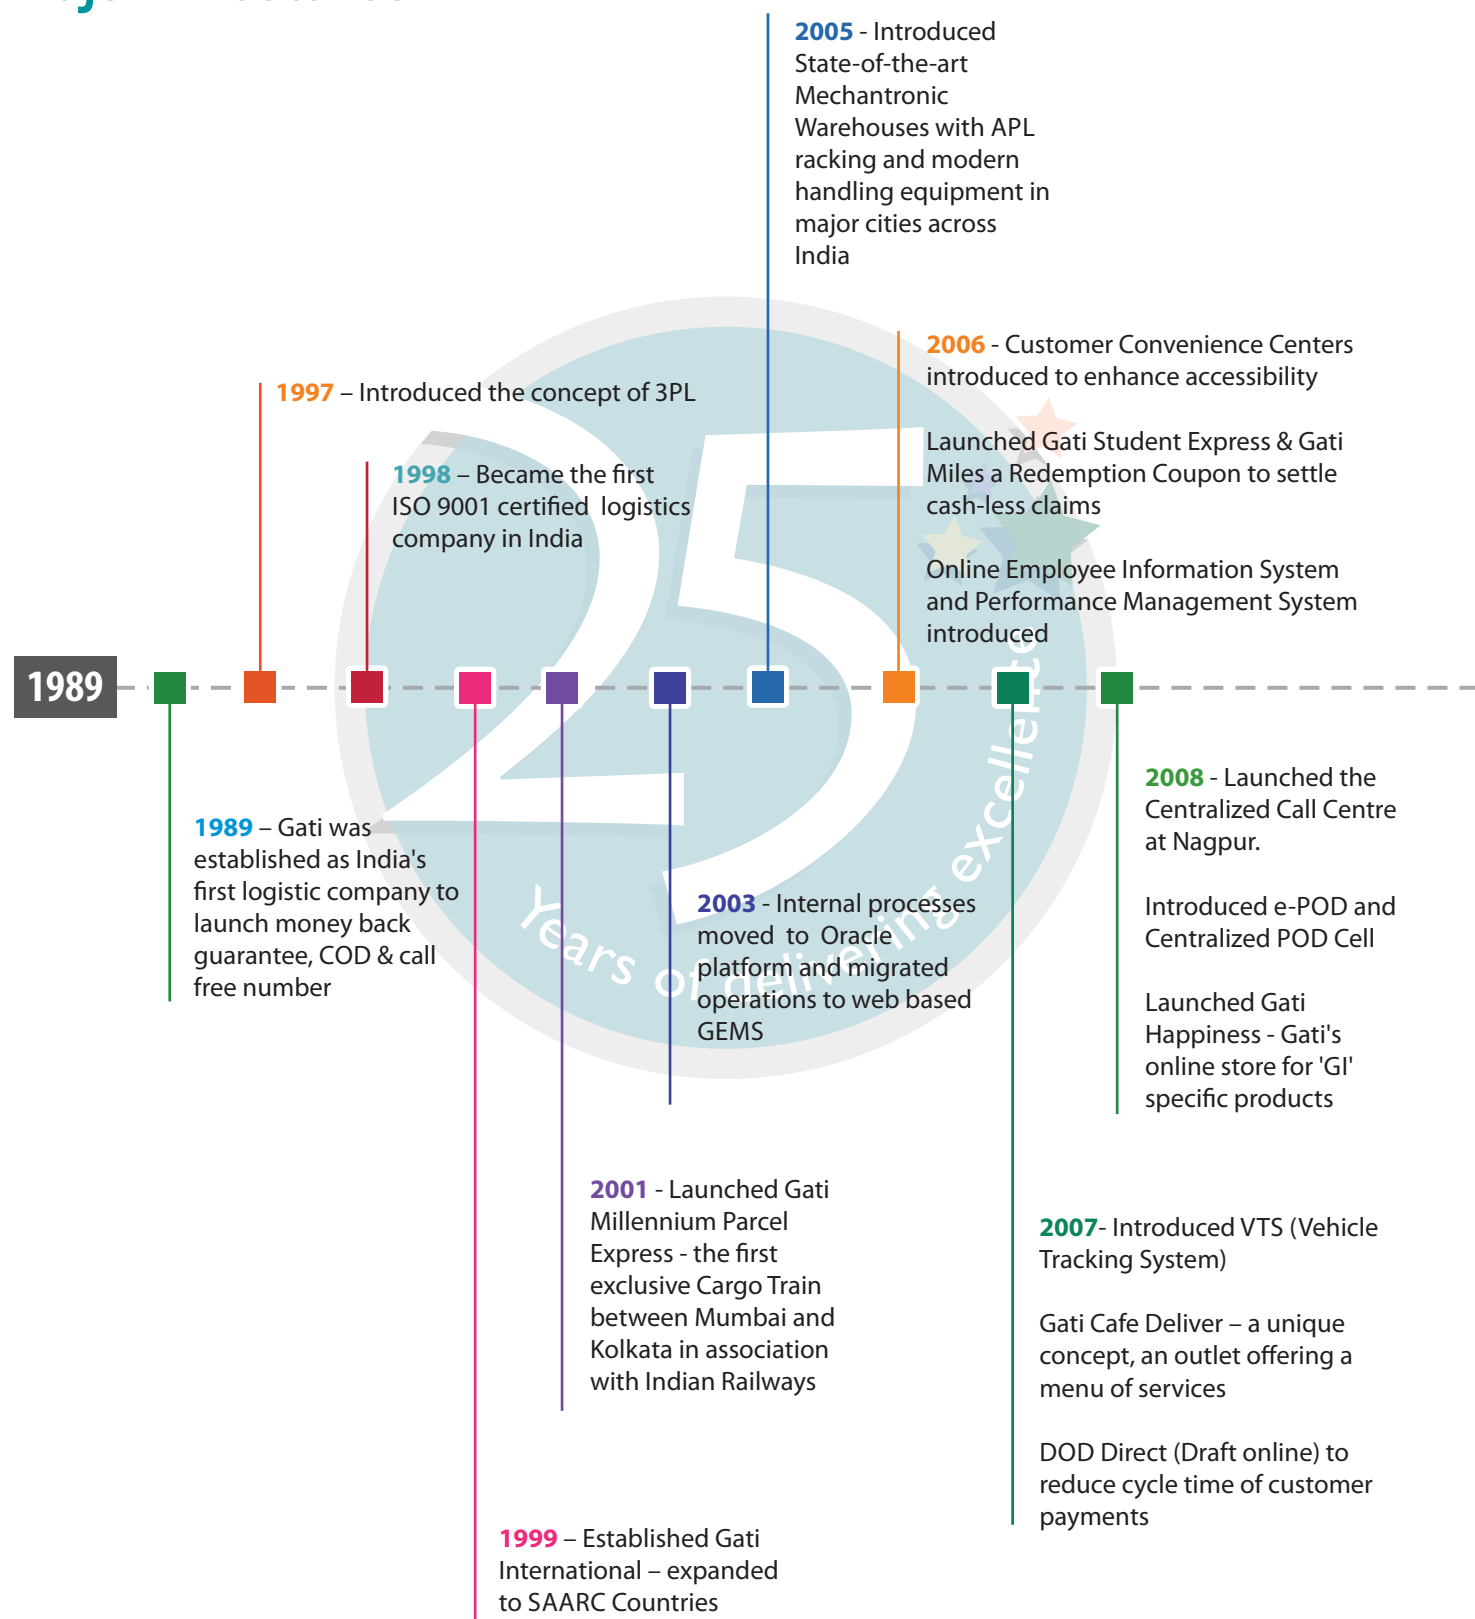 2005 - Introduced
State-of-the-art
Mechantronic
Warehouses with APL
racking and modern
handling equipment in
major cities across
India
2006 - Customer Convenience Centers
introduced to enhance accessibility
Launched Gati Student Express & Gati
Miles a Redemption Coupon to settle
cash-less claims
Online Employee Information System
and Performance Management System
introduced
1997 – Introduced the concept of 3PL
1998 – Became the first
ISO 9001 certified logistics
company in India
25
Years of delivering excellence
1989
1989 – Gati was
established as India's
first logistic company to
launch money back
guarantee, COD & call
free number
2003 - Internal processes
moved to Oracle
platform and migrated
operations to web based
GEMS
2008 - Launched the
Centralized Call Centre
at Nagpur.
Introduced e-POD and
Centralized POD Cell
Launched Gati
Happiness - Gati's
online store for 'GI'
specific products
2001 - Launched Gati
Millennium Parcel
Express - the first
exclusive Cargo Train
between Mumbai and
Kolkata in association
with Indian Railways
2007- Introduced VTS (Vehicle
Tracking System)
Gati Cafe Deliver – a unique
concept, an outlet offering a
menu of services
DOD Direct (Draft online) to
reduce cycle time of customer
payments
1999 – Established Gati
International – expanded
to SAARC Countries